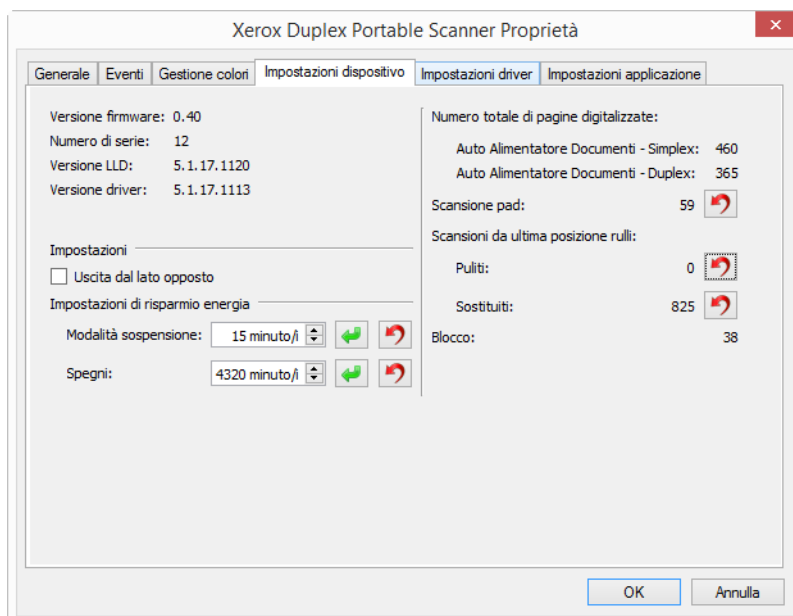 Xerox Duplex Portable Scanner Proprietà
Generale Eventi Gestione colori Impostazioni dispositivo Impostazioni driver Impostazioni applicazione
Versione firmware: 0.40
Numero di serie: 12
Versione LLD: 5.1.17.1120
Versione driver: 5.1.17.1113
Impostazioni
Uscita dal lato opposto
Impostazioni di risparmio energia
Modalità sospensione: 15 minuto/i
Spegni: 4320 minuto/i
Numero totale di pagine digitalizzate:
Auto Alimentatore Documenti - Simplex: 460
Auto Alimentatore Documenti - Duplex: 365
Scansione pad: 59
Scansioni da ultima posizione rulli:
Puliti: 0
Sostituiti: 825
Blocco: 38
OK Annulla